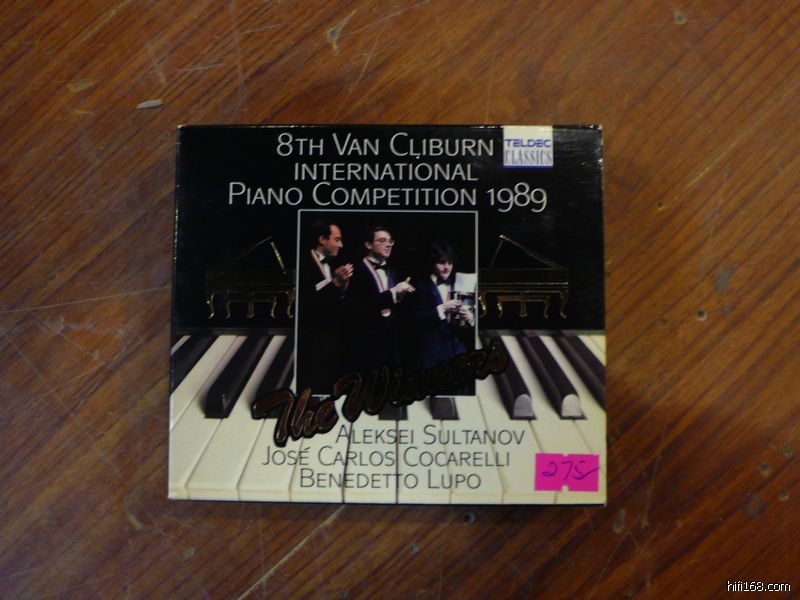 8TH VAN CLIBURN
INTERNATIONAL
PIANO COMPETITION 1989
TELDEC
CLASSICS
The Winners
ALEKSEI SULTANOV
JOSÉ CARLOS COCARELLI
BENEDETTO LUPO
275
hifi168.com